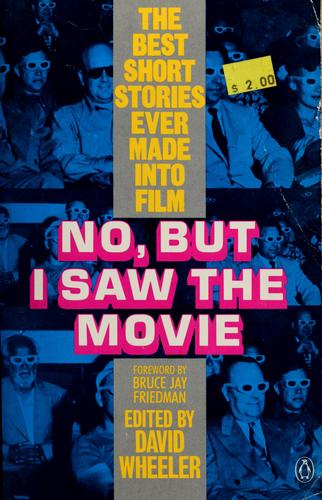 THE
BEST
SHORT
STORIES
EVER
MADE
INTO
FILM
$ 2.00
NO, BUT
I SAW THE
MOVIE
FOREWORD BY
BRUCE JAY
FRIEDMAN
EDITED BY
DAVID
WHEELER